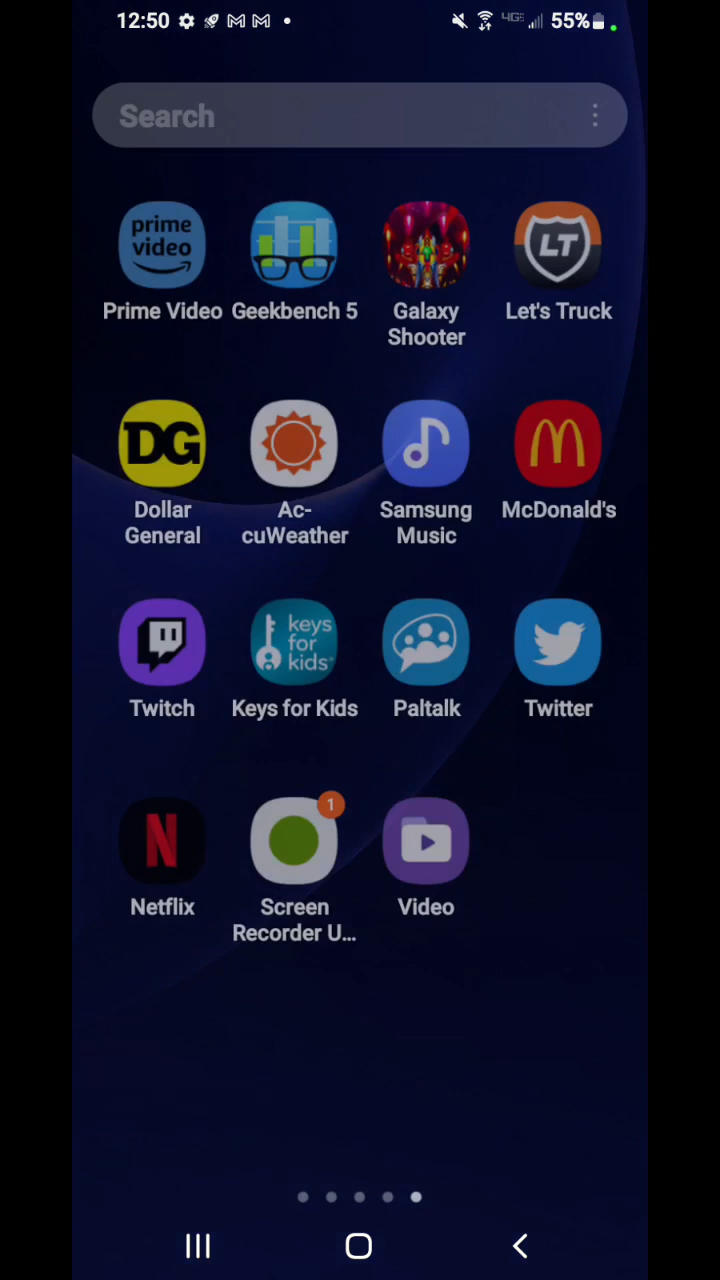 12:50
4G
55%
Search
prime
video
LT
Prime Video
Geekbench 5
Galaxy
Shooter
Let's Truck
DG
Dollar
General
Ac-
cuWeather
Samsung
Music
McDonald's
keys
for
kids
Twitch
Keys for Kids
Paltalk
Twitter
N
1
Netflix
Screen
Recorder U...
Video